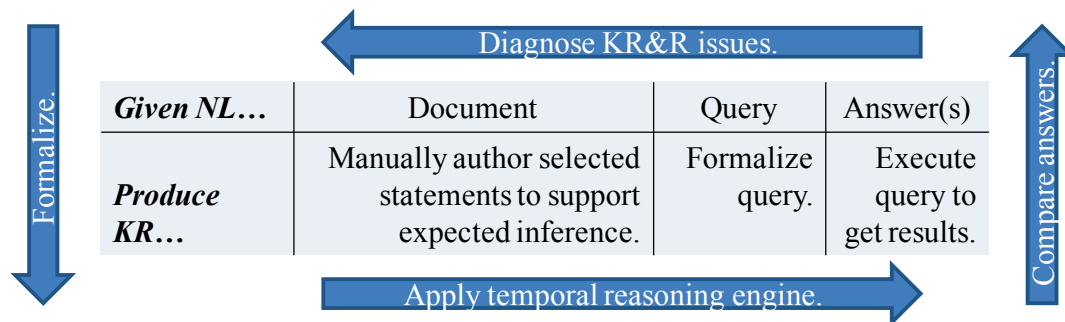 Diagnose KR&R issues.
Formalize.
Given NL…
Document
Query
Answer(s)
Produce
KR…
Manually author selected
statements to support
expected inference.
Formalize
query.
Execute
query to
get results.
Compare answers.
Apply temporal reasoning engine.